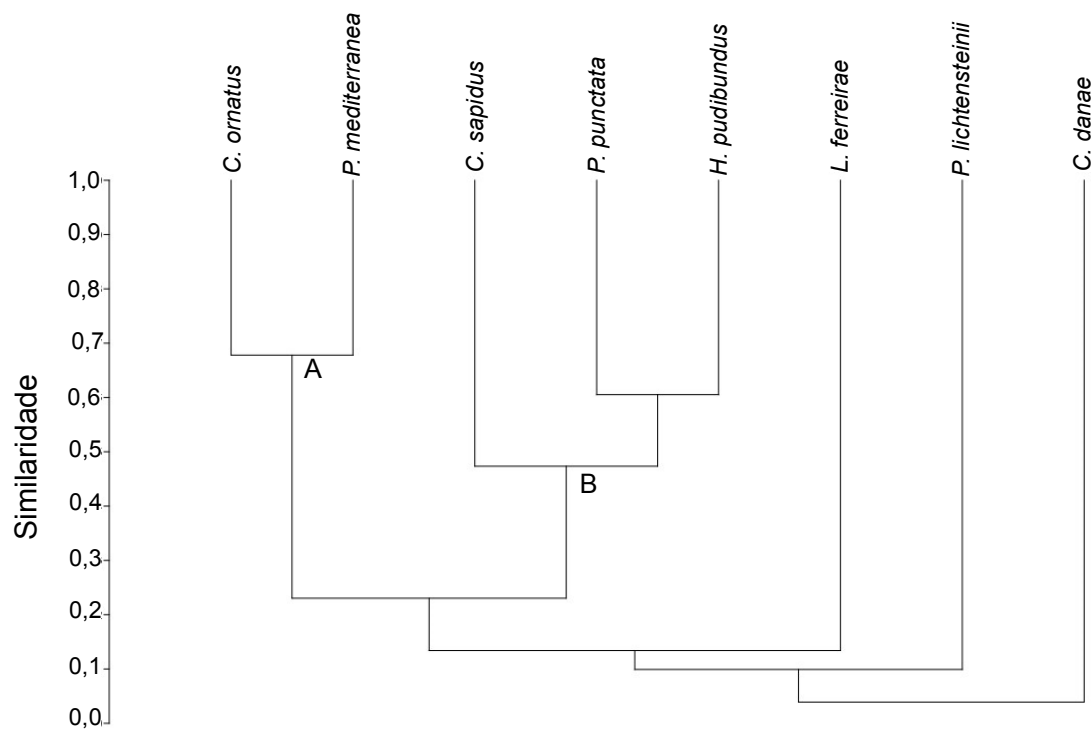 C. ornatus
P. mediterranea
C. sapidus
P. punctata
H. pudibundus
L. ferreirae
P. lichtensteinii
C. danae
Similaridade
1,0
0,9
0,8
0,7
0,6
0,5
0,4
0,3
0,2
0,1
0,0
A
B